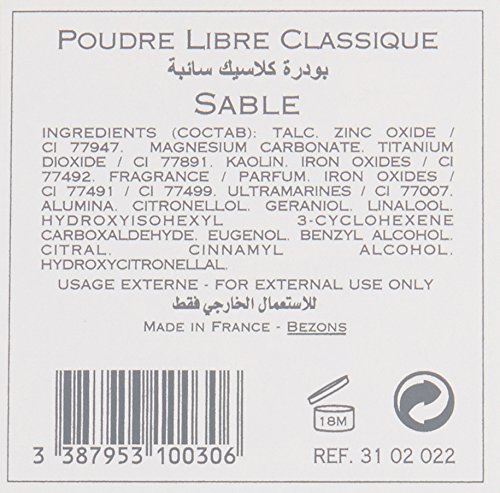 POUDRE LIBRE CLASSIQUE
بودرة كلاسيك سائبة
SABLE
INGREDIENTS (COCTAB): TALC. ZINC OXIDE /
CI 77947. MAGNESIUM CARBONATE. TITANIUM
DIOXIDE / CI 77891. KAOLIN. IRON OXIDES / CI
77492. FRAGRANCE / PARFUM. IRON OXIDES /
CI 77491 / CI 77499. ULTRAMARINES / CI 77007.
ALUMINA. CITRONELLOL. GERANIOL. LINALOOL.
HYDROXYISOHEXYL 3-CYCLOHEXENE
CARBOXALDEHYDE. EUGENOL. BENZYL ALCOHOL.
CITRAL. CINNAMYL ALCOHOL.
HYDROXYCITRONELLAL.
USAGE EXTERNE - FOR EXTERNAL USE ONLY
للاستعمال الخارجي فقط
MADE IN FRANCE - BEZONS
18M
3 387953 100306
REF. 31 02 022